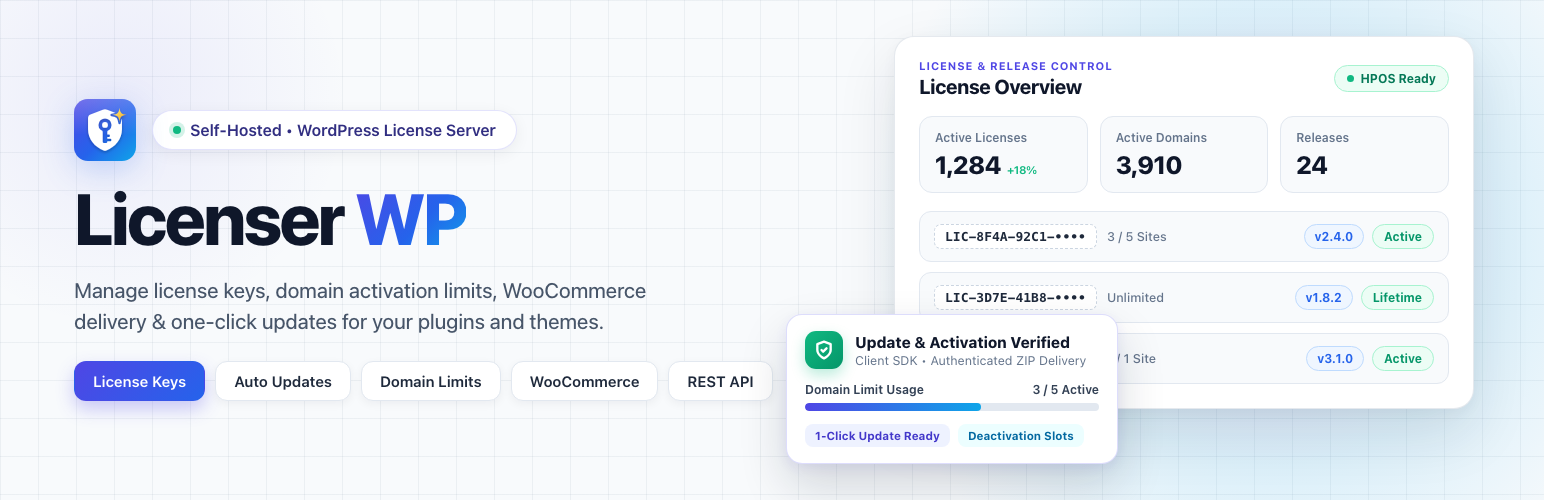 Self-Hosted • WordPress License Server
Licenser WP
Manage license keys, domain activation limits, WooCommerce
delivery & one-click updates for your plugins and themes.
License Keys
Auto Updates
Domain Limits
WooCommerce
REST API
LICENSE & RELEASE CONTROL
License Overview
HPOS Ready
Active Licenses
1,284 +18%
Active Domains
3,910
Releases
24
LIC-8F4A-92C1-•••• 3 / 5 Sites v2.4.0 Active
LIC-3D7E-41B8-•••• Unlimited v1.8.2 Lifetime
/ 1 Site v3.1.0 Active
Update & Activation Verified
Client SDK • Authenticated ZIP Delivery
Domain Limit Usage 3 / 5 Active
1-Click Update Ready
Deactivation Slots